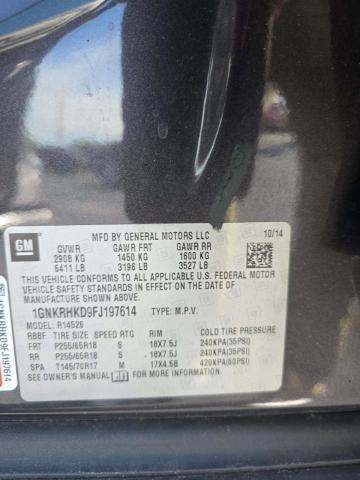 MFD BY GENERAL MOTORS LLC 10/14
GM
GVWR GAWR FRT GAWR RR
2908 KG 1450 KG 1600 KG
6411 LB 3196 LB 3527 LB
THIS VEHICLE CONFORMS TO ALL APPLICABLE U.S. FEDERAL MOTOR
VEHICLE SAFETY STANDARDS IN EFFECT ON THE DATE OF
MANUFACTURE SHOWN ABOVE.
1GNKRHKD9FJ197614 TYPE: M.P.V.
MODEL: R14526
RBBF TIRE SIZE SPEED RTG RIM COLD TIRE PRESSURE
FRT P255/65R18 S 18X7.5J 240KPA(35PSI)
RR P255/65R18 S 18X7.5J 240KPA(35PSI)
SPA T145/70R17 M 17X4.5B 420KPA(60PSI)
SEE OWNER'S MANUAL FOR MORE INFORMATION.
1GNKRHKD9FJ197614